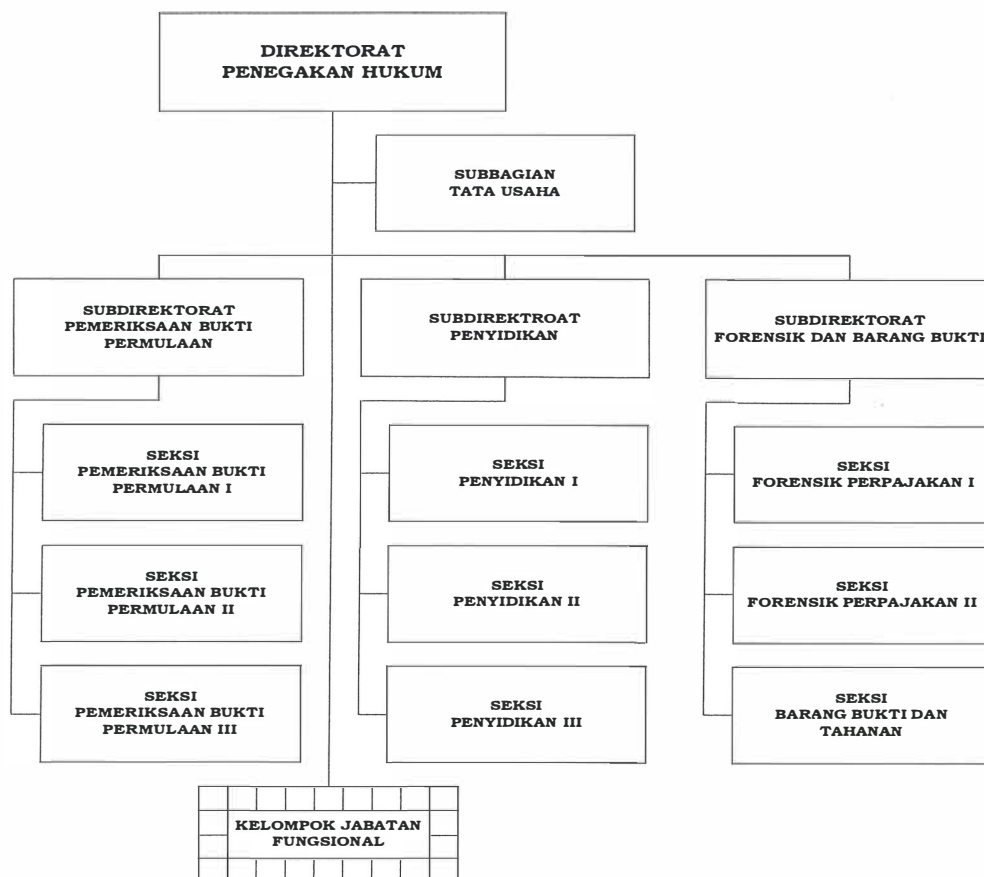 DIREKTORAT
PENEGAKAN HUKUM
SUBBAGIAN
TATA USAHA
SUBDIREKTORAT
PEMERIKSAAN BUKTI
PERMULAAN
SUBDIREKTROAT
PENYIDIKAN
SUBDIREKTORAT
FORENSIK DAN BARANG BUKTI
SEKSI
PEMERIKSAAN BUKTI
PERMULAAN I
SEKSI
PENYIDIKAN I
SEKSI
FORENSIK PERPAJAKAN I
SEKSI
PEMERIKSAAN BUKTI
PERMULAAN II
SEKSI
PENYIDIKAN II
SEKSI
FORENSIK PERPAJAKAN II
SEKSI
PEMERIKSAAN BUKTI
PERMULAAN III
SEKSI
PENYIDIKAN III
SEKSI
BARANG BUKTI DAN
TAHANAN
KELOMPOK JABATAN
FUNGSIONAL